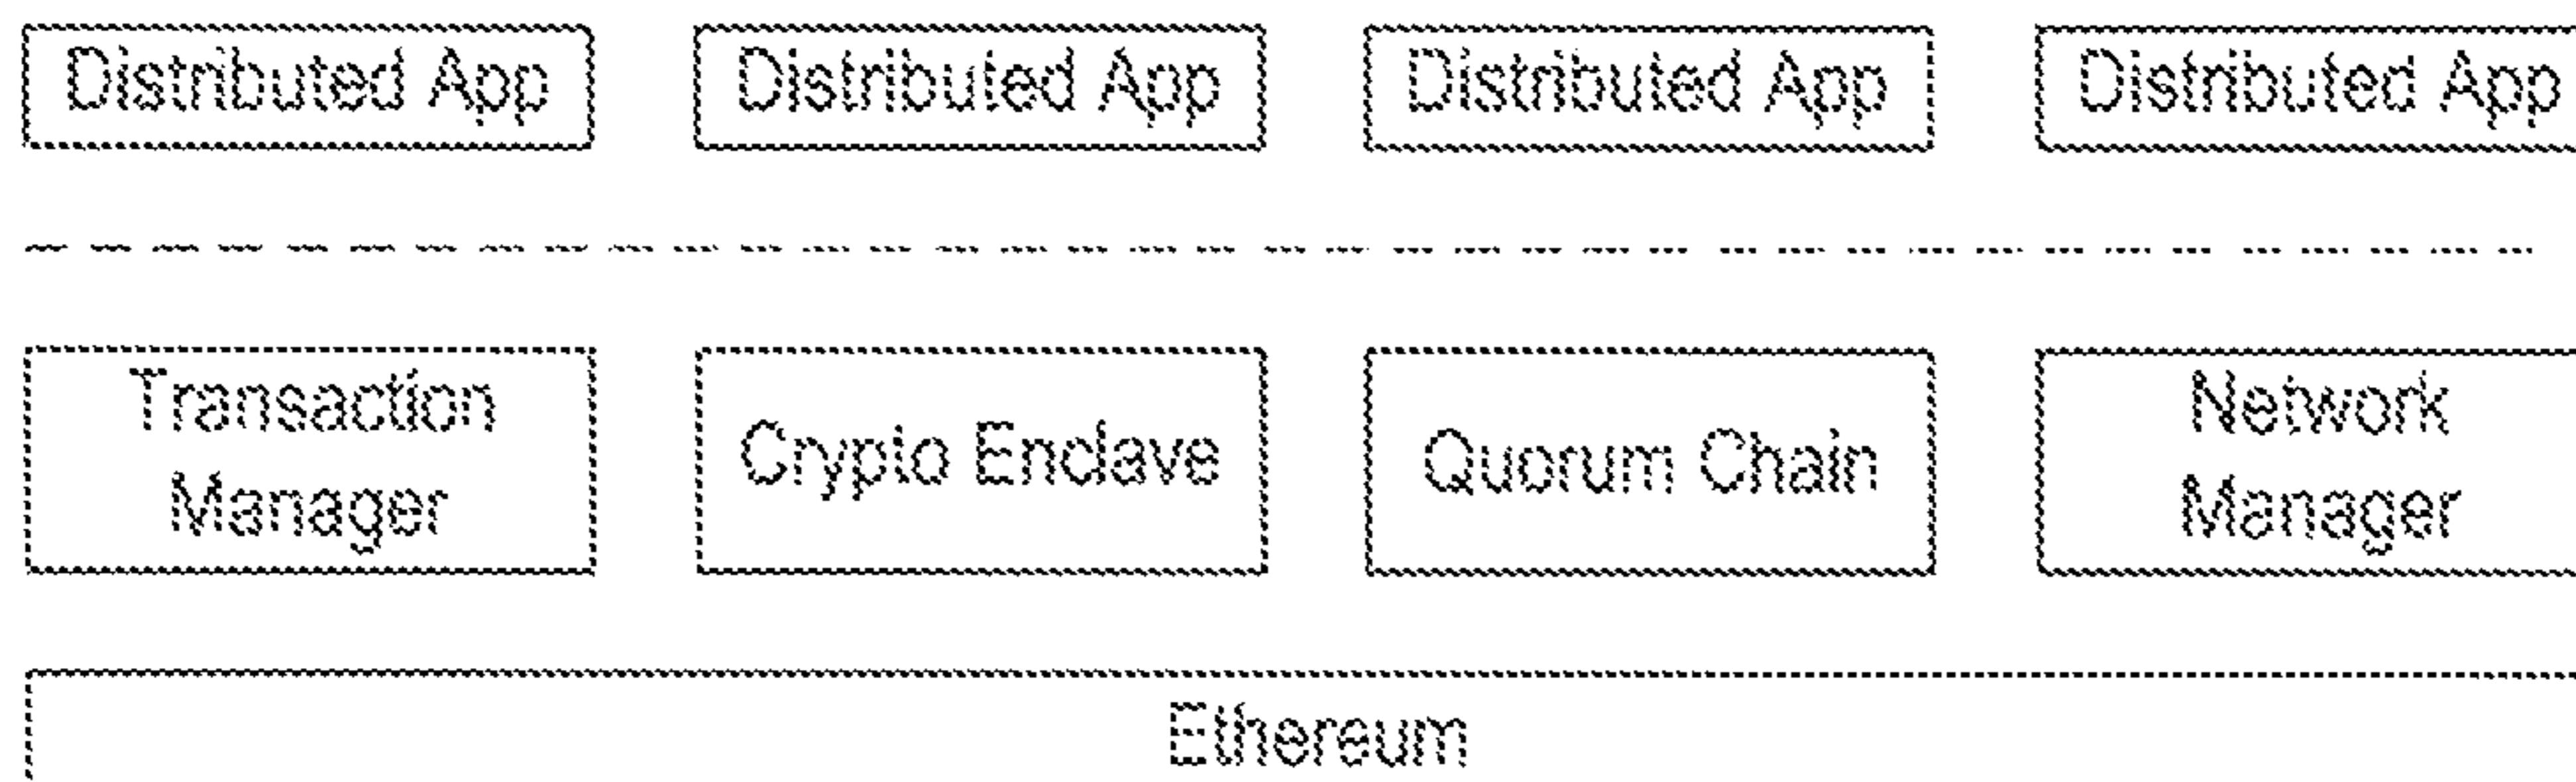 Distributed App Distributed App Distributed App Distributed App
Transaction
Manager
Crypto Enclave
Quorum Chain
Network
Manager
Ethereum